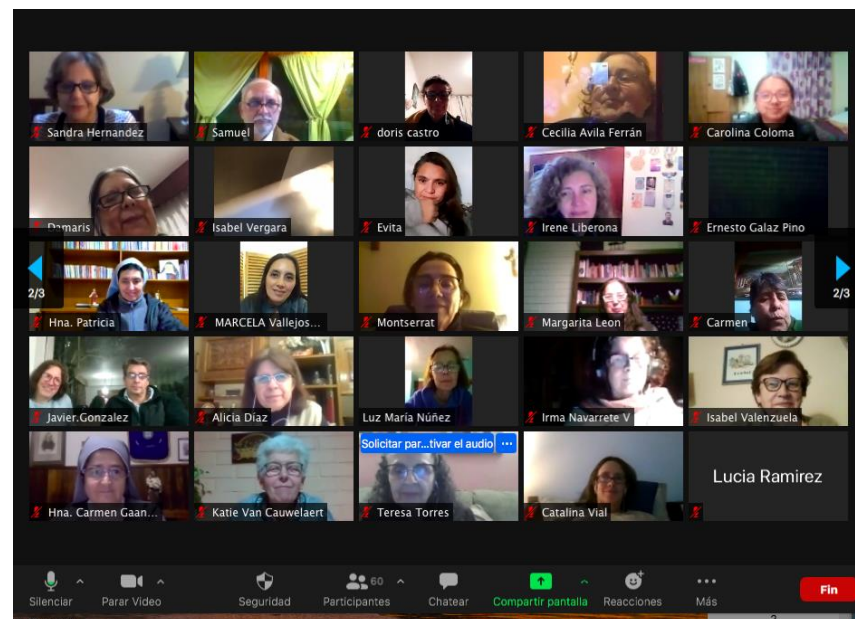 Sandra Hernandez
Samuel
doris castro
Cecilia Avila Ferrán
Carolina Coloma
Damaris
Isabel Vergara
Evita
Irene Liberona
Ernesto Galaz Pino
2/3
2/3
Hna. Patricia
MARCELA Vallejos...
Montserrat
Margarita Leon
Carmen
Javier.Gonzalez
Alicia Díaz
Luz María Núñez
Irma Navarrete V
Isabel Valenzuela
Solicitar par...tivar el audio ...
Hna. Carmen Gaan...
Katie Van Cauwelaert
Teresa Torres
Catalina Vial
Lucia Ramirez
60
Silenciar
Parar Video
Seguridad
Participantes
Chatear
Compartir pantalla
Reacciones
Más
Fin